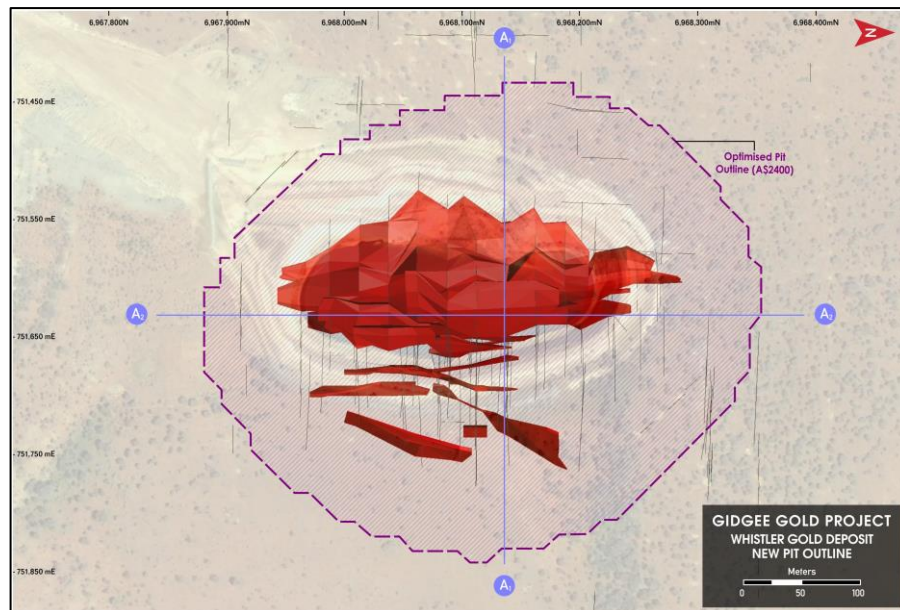 6,967,800N 6,967,900mN 6,968,000mN 6,968,100mN 6,968,200mN 6,968,300mN 6,968,400mN
N
A1
751,450 mE
Optimised Pit
Outline (A$2400)
751,550 mE
A2 A2
751,650 mE
751,750 mE
GIDGEE GOLD PROJECT
WHISTLER GOLD DEPOSIT
NEW PIT OUTLINE
Meters
0 50 100
751,850 mE
A1